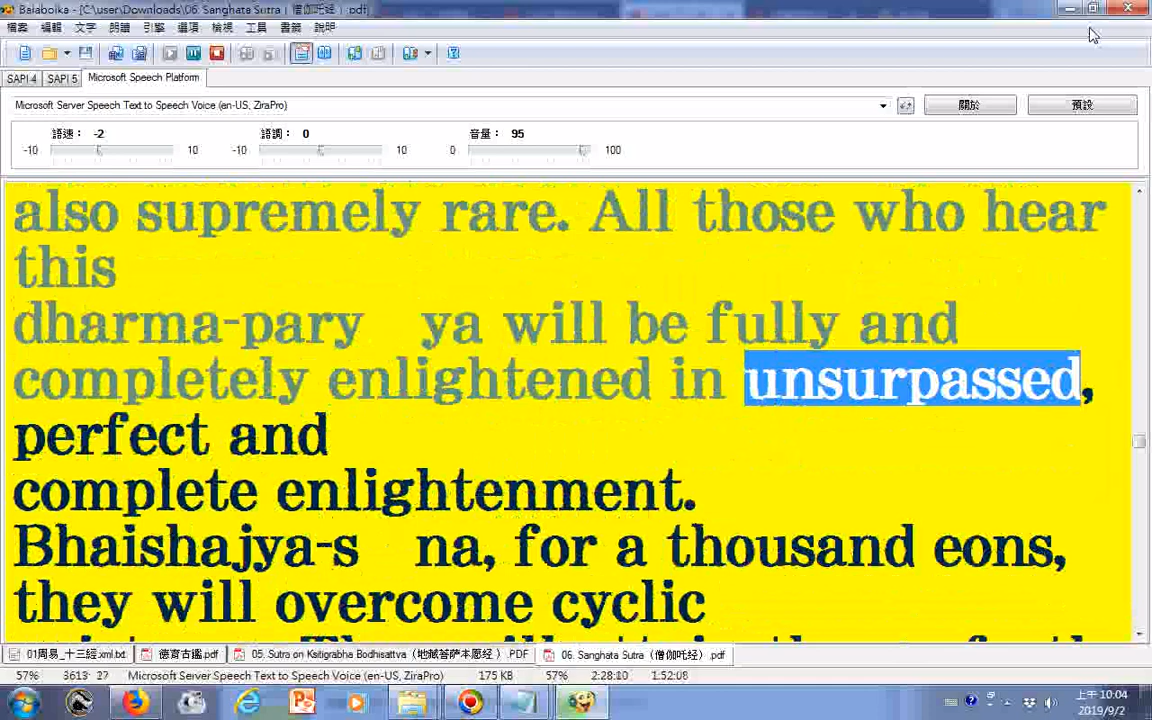 Balabolka - [C:\user\Downloads\06. Sanghata Sutra（僧伽吒经）.pdf]
檔案 編輯 文字 朗讀 引擎 選項 檢視 工具 書籤 說明
SAPI 4 SAPI 5 Microsoft Speech Platform
Microsoft Server Speech Text to Speech Voice (en-US, ZiraPro) 關於 預設
語速： -2 語調： 0 音量： 95
-10 10 -10 10 0 100
also supremely rare. All those who hear
this
dharma-pary ya will be fully and
completely enlightened in unsurpassed,
perfect and
complete enlightenment.
Bhaishajya-s na, for a thousand eons,
they will overcome cyclic
01周易_十三經.xml.txt 德育古鑑.pdf 05. Sutra on Ksitigrabha Bodhisattva（地藏菩萨本愿经）.PDF 06. Sanghata Sutra（僧伽吒经）.pdf
57% 3613: 27 Microsoft Server Speech Text to Speech Voice (en-US, ZiraPro) 175 KB 57% 2:28:10 1:52:08
上午 10:04
2019/9/2